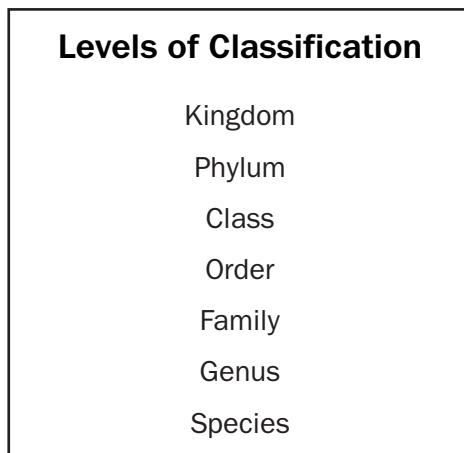 Levels of Classification
Kingdom
Phylum
Class
Order
Family
Genus
Species